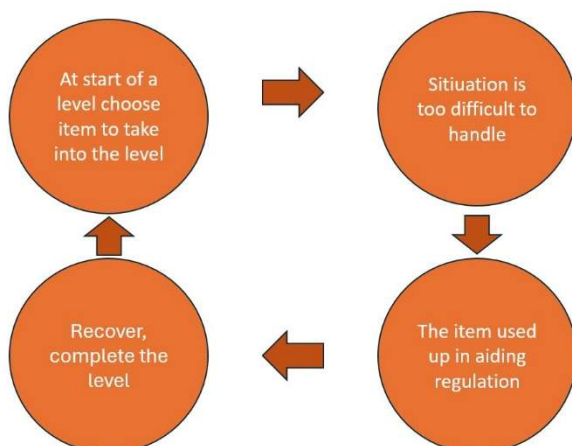 At start of a
level choose
item to take
into the level
Sitiuation is
too difficult to
handle
Recover,
complete the
level
The item used
up in aiding
regulation